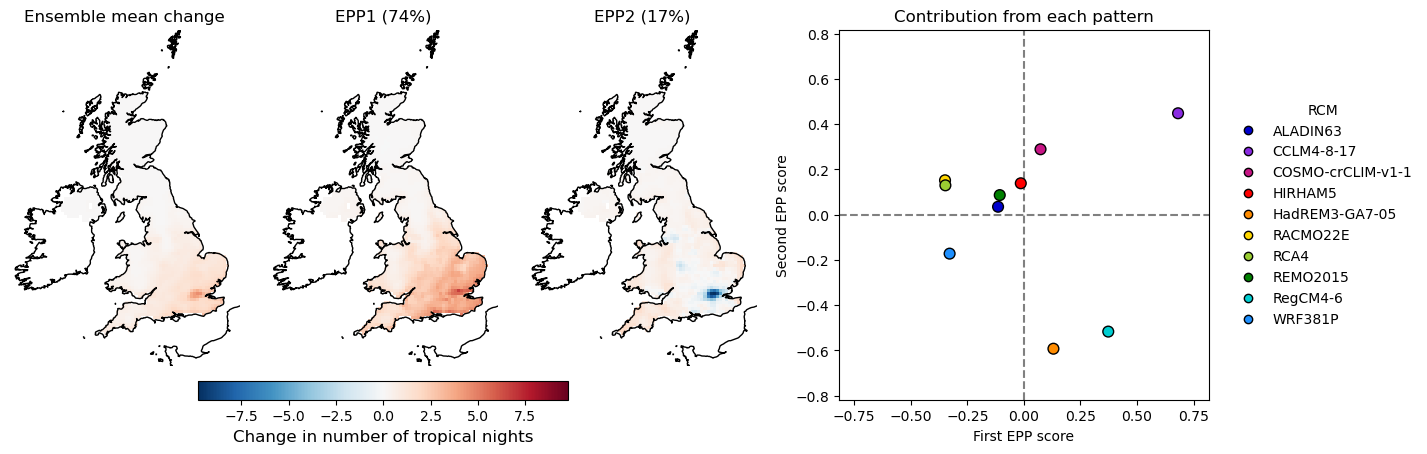 Ensemble mean change
EPP1 (74%)
EPP2 (17%)
−7.5 −5.0 −2.5 0.0 2.5 5.0 7.5
Change in number of tropical nights
Contribution from each pattern
0.8
0.6
0.4
0.2
0.0
−0.2
−0.4
−0.6
−0.8
Second EPP score
−0.75 −0.50 −0.25 0.00 0.25 0.50 0.75
First EPP score
RCM
ALADIN63
CCLM4-8-17
COSMO-crCLIM-v1-1
HIRHAM5
HadREM3-GA7-05
RACMO22E
RCA4
REMO2015
RegCM4-6
WRF381P